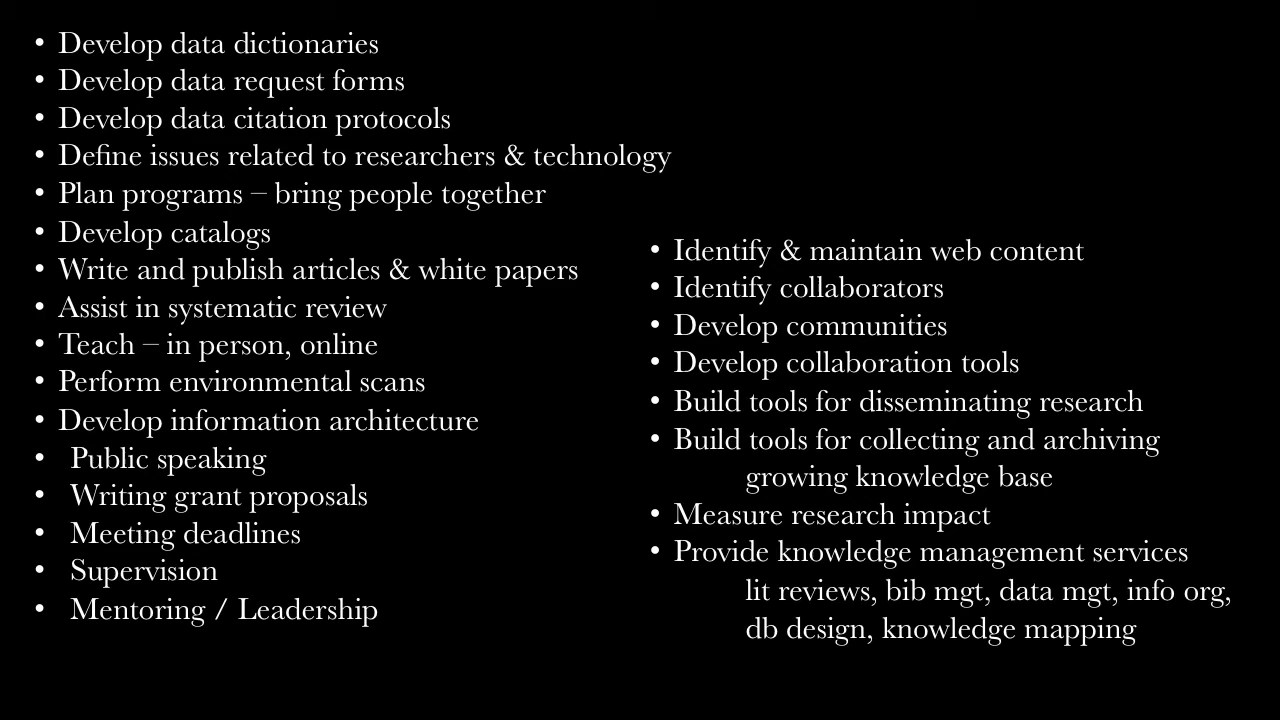 • Develop data dictionaries
• Develop data request forms
• Develop data citation protocols
• Define issues related to researchers & technology
• Plan programs – bring people together
• Develop catalogs
• Write and publish articles & white papers
• Assist in systematic review
• Teach – in person, online
• Perform environmental scans
• Develop information architecture
• Public speaking
• Writing grant proposals
• Meeting deadlines
• Supervision
• Mentoring / Leadership
• Identify & maintain web content
• Identify collaborators
• Develop communities
• Develop collaboration tools
• Build tools for disseminating research
• Build tools for collecting and archiving
growing knowledge base
• Measure research impact
• Provide knowledge management services
lit reviews, bib mgt, data mgt, info org,
db design, knowledge mapping